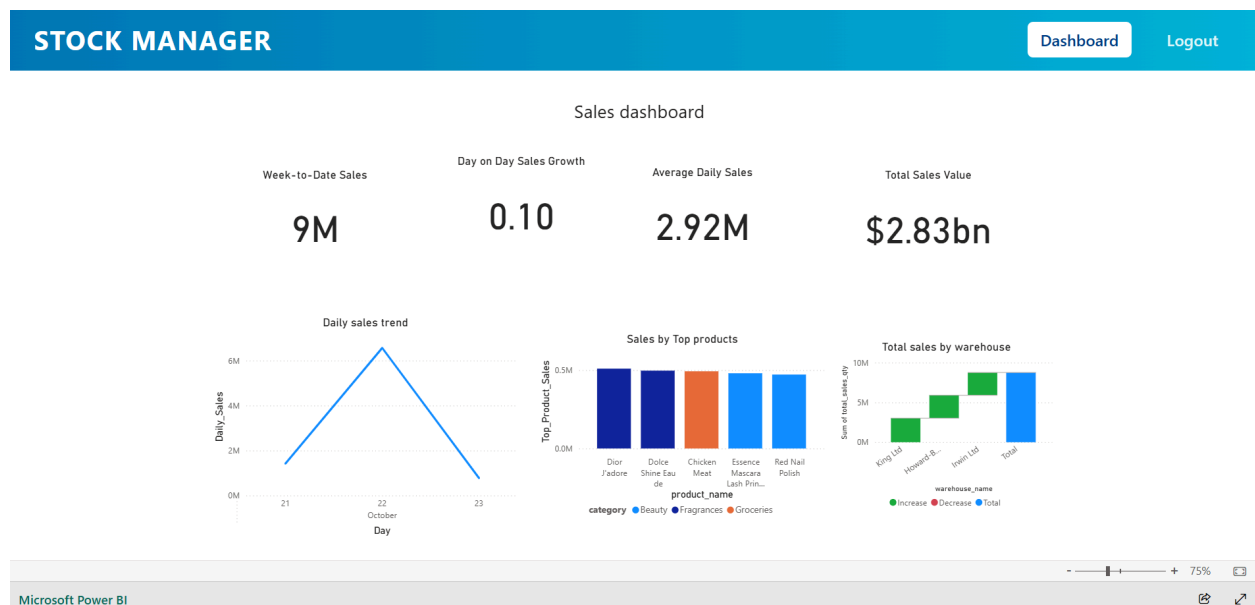 STOCK MANAGER
Dashboard
Logout
Sales dashboard
Week-to-Date Sales
9M
Day on Day Sales Growth
0.10
Average Daily Sales
2.92M
Total Sales Value
$2.83bn
Daily sales trend
Daily_Sales
6M
4M
2M
0M
21
22
23
October
Day
Sales by Top products
Top_Product_Sales
0.5M
0.0M
Dior
J'adore
Dolce
Shine Eau
de
Chicken
Meat
Essence
Mascara
Lash Prin...
Red Nail
Polish
product_name
category Beauty Fragrances Groceries
Total sales by warehouse
Sum of total_sales_qty
10M
5M
0M
King Ltd
Howard-B...
Irwin Ltd
Total
warehouse_name
Increase Decrease Total
- + 75%
Microsoft Power BI